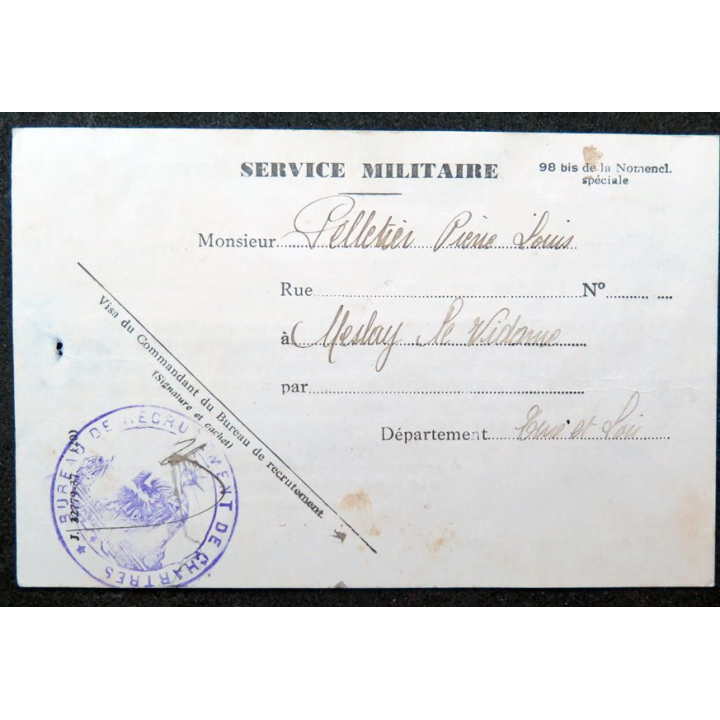 SERVICE MILITAIRE
98 bis de la Nomencl.
spéciale
Monsieur Pelletier Pierre Louis
Rue Nº
à Meslay le Vidame
par
Département Eure et Loir
Visa du Commandant du Bureau de recrutement.
(Signature et cachet)
BUREAU DE RECRUTEMENT DE CHARTRES